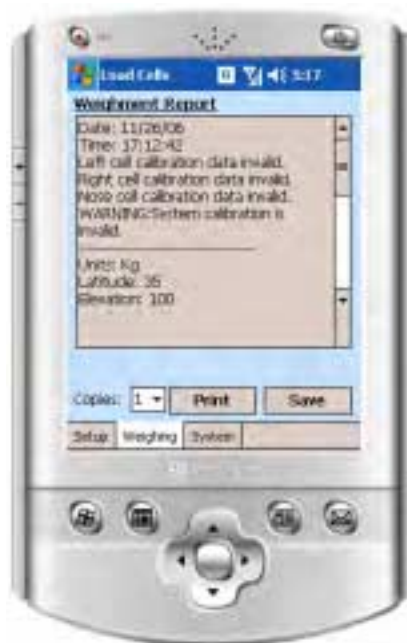 Load Cells 5:17
Weighment Report
Date: 11/26/06
Time: 17:12:42
Left cell calibration data invalid.
Right cell calibration data invalid.
Nose cell calibration data invalid.
WARNING:System calibration is
invalid.
Units: Kg
Latitude: 35
Elevation: 100
Copies: 1 Print Save
Setup Weighing System